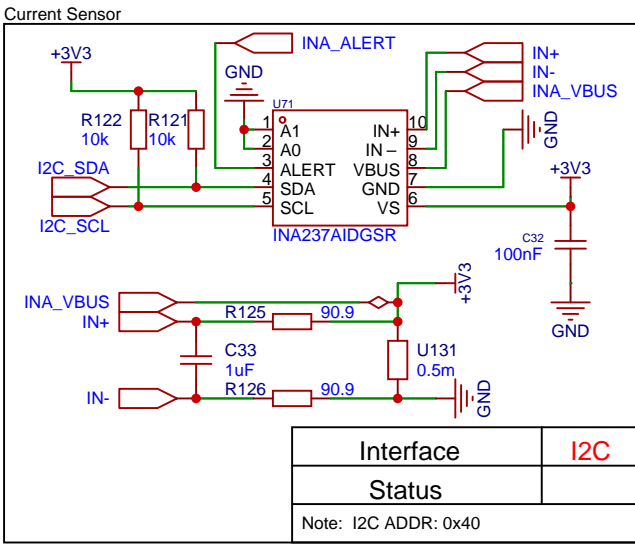 Current Sensor
+3V3
INA_ALERT
IN+
IN-
INA_VBUS
GND
U71
R122
10k
R121
10k
1 A1
2 A0
3 ALERT
4 SDA
5 SCL
IN+ 10
IN- 9
VBUS 8
GND 7
VS 6
INA237AIDGSR
GND
I2C_SDA
I2C_SCL
+3V3
C32
100nF
GND
INA_VBUS
IN+
R125 90.9
+3V3
C33
1uF
U131
0.5m
IN-
R126 90.9
GND
Interface I2C
Status
Note: I2C ADDR: 0x40